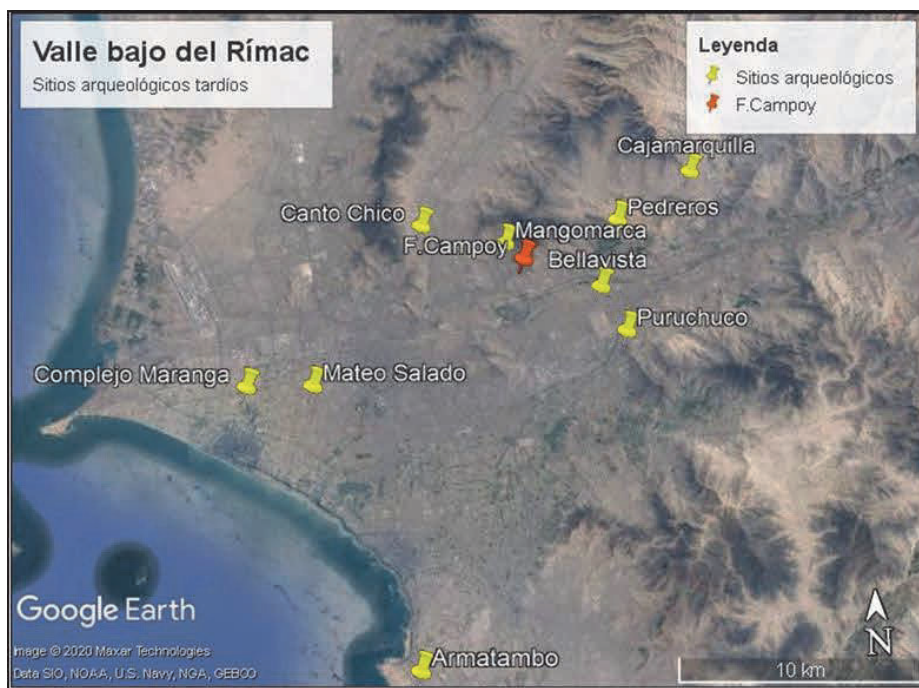 Valle bajo del Rímac
Sitios arqueológicos tardíos
Leyenda
Sitios arqueológicos
F.Campoy
Cajamarquilla
Pedreros
Canto Chico
Mangomarca
F.Campoy
Bellavista
Puruchuco
Complejo Maranga
Mateo Salado
Armatambo
Google Earth
Image © 2020 Maxar Technologies
Data SIO, NOAA, U.S. Navy, NGA, GEBCO
N
10 km